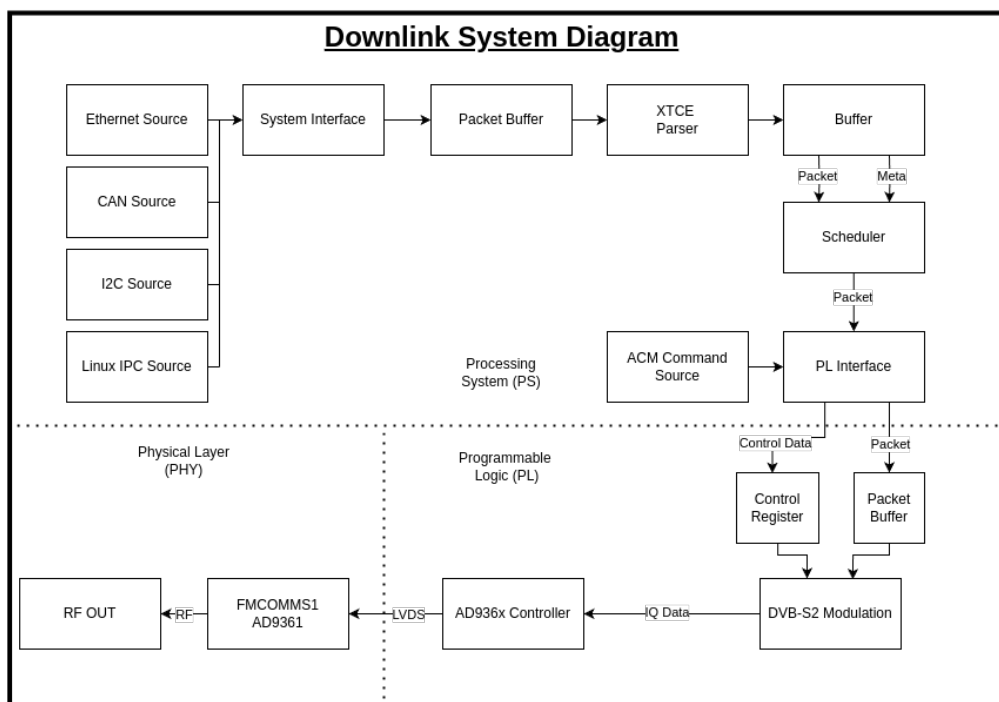 Downlink System Diagram
Ethernet Source
System Interface
Packet Buffer
XTCE
Parser
Buffer
CAN Source
Packet
Meta
Scheduler
I2C Source
Packet
Linux IPC Source
Processing
System (PS)
ACM Command
Source
PL Interface
Physical Layer
(PHY)
Programmable
Logic (PL)
Control Data
Packet
Control
Register
Packet
Buffer
RF OUT
RF
FMCOMMS1
AD9361
LVDS
AD936x Controller
IQ Data
DVB-S2 Modulation